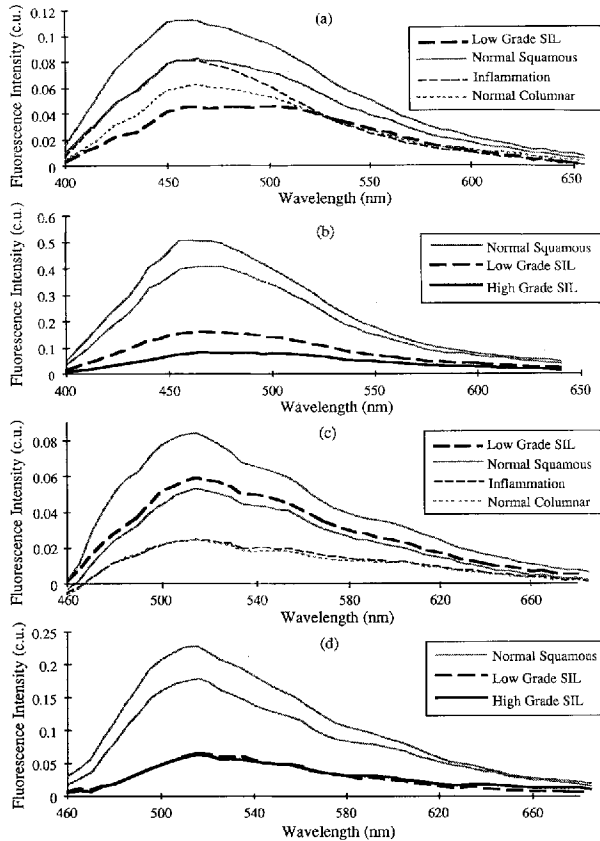 (a)
Fluorescence Intensity (c.u.)
0.12
0.1
0.08
0.06
0.04
0.02
0
400
450
500
550
600
650
Wavelength (nm)
Low Grade SIL
Normal Squamous
Inflammation
Normal Columnar
(b)
Fluorescence Intensity (c.u.)
0.6
0.5
0.4
0.3
0.2
0.1
0
400
450
500
550
600
650
Wavelength (nm)
Normal Squamous
Low Grade SIL
High Grade SIL
(c)
Fluorescence Intensity (c.u.)
0.08
0.06
0.04
0.02
0
460
500
540
580
620
660
Wavelength (nm)
Low Grade SIL
Normal Squamous
Inflammation
Normal Columnar
(d)
Fluorescence Intensity (c.u.)
0.25
0.2
0.15
0.1
0.05
0
460
500
540
580
620
660
Wavelength (nm)
Normal Squamous
Low Grade SIL
High Grade SIL